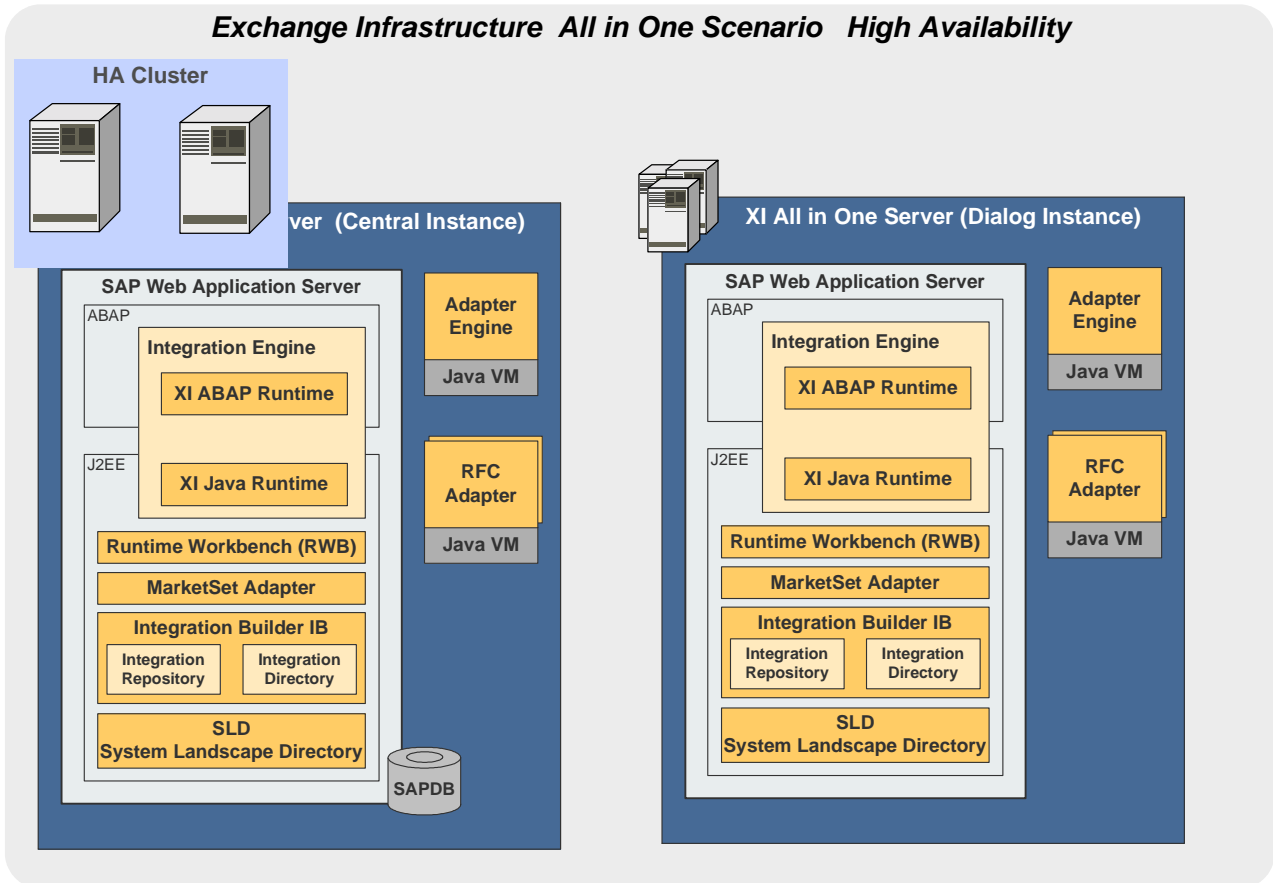 Exchange Infrastructure All in One Scenario High Availability
HA Cluster
ver (Central Instance)
SAP Web Application Server
ABAP
Integration Engine
XI ABAP Runtime
J2EE
XI Java Runtime
Runtime Workbench (RWB)
MarketSet Adapter
Integration Builder IB
Integration
Repository
Integration
Directory
SLD
System Landscape Directory
Adapter
Engine
Java VM
RFC
Adapter
Java VM
SAPDB
XI All in One Server (Dialog Instance)
SAP Web Application Server
ABAP
Integration Engine
XI ABAP Runtime
J2EE
XI Java Runtime
Runtime Workbench (RWB)
MarketSet Adapter
Integration Builder IB
Integration
Repository
Integration
Directory
SLD
System Landscape Directory
Adapter
Engine
Java VM
RFC
Adapter
Java VM